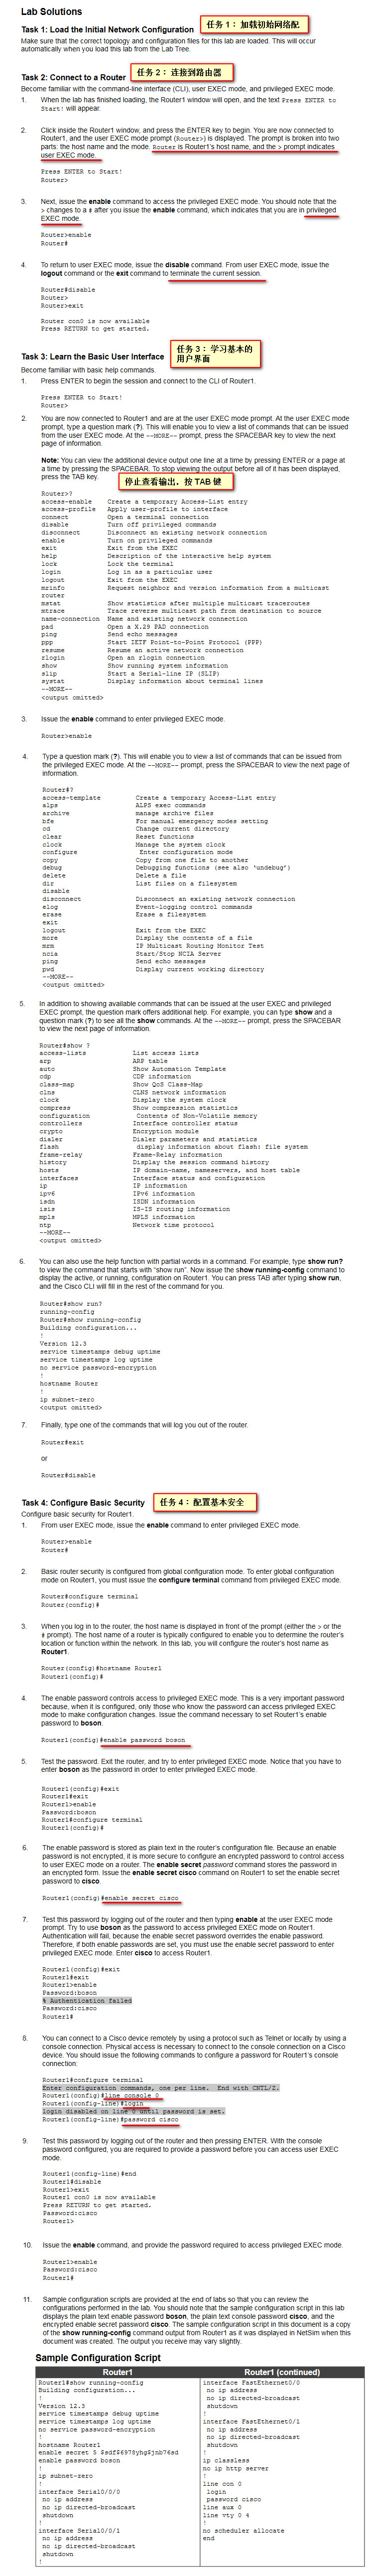 Lab Solutions
Task 1: Load the Initial Network Configuration
任务 1： 加载初始网络配
Make sure that the correct topology and configuration files for this lab are loaded. This will occur
automatically when you load this lab from the Lab Tree.
Task 2: Connect to a Router
任务 2： 连接到路由器
Become familiar with the command-line interface (CLI), user EXEC mode, and privileged EXEC mode.
1. When the lab has finished loading, the Router1 window will open, and the text Press ENTER to
Start! will appear.
2. Click inside the Router1 window, and press the ENTER key to begin. You are now connected to
Router1, and the user EXEC mode prompt (Router>) is displayed. The prompt is broken into two
parts: the host name and the mode. Router is Router1's host name, and the > prompt indicates
user EXEC mode.
Press ENTER to Start!
Router>
3. Next, issue the enable command to access the privileged EXEC mode. You should note that the
> changes to a # after you issue the enable command, which indicates that you are in privileged
EXEC mode.
Router>enable
Router#
4. To return to user EXEC mode, issue the disable command. From user EXEC mode, issue the
logout command or the exit command to terminate the current session.
Router#disable
Router>
Router>exit
Router con0 is now available
Press RETURN to get started.
Task 3: Learn the Basic User Interface
任务 3： 学习基本的
用户界面
Become familiar with basic help commands.
1. Press ENTER to begin the session and connect to the CLI of Router1.
Press ENTER to Start!
Router>
2. You are now connected to Router1 and are at the user EXEC mode prompt. At the user EXEC mode
prompt, type a question mark (?). This will enable you to view a list of commands that can be issued
from the user EXEC mode. At the --MORE-- prompt, press the SPACEBAR key to view the next
page of information.
Note: You can view the additional device output one line at a time by pressing ENTER or a page at
a time by pressing the SPACEBAR. To stop viewing the output before all of it has been displayed,
press the TAB key.
停止查看输出，按 TAB 键
Router>?
access-enable Create a temporary Access-List entry
access-profile Apply user-profile to interface
connect Open a terminal connection
disable Turn off privileged commands
disconnect Disconnect an existing network connection
enable Turn on privileged commands
exit Exit from the EXEC
help Description of the interactive help system
lock Lock the terminal
login Log in as a particular user
logout Exit from the EXEC
mrinfo Request neighbor and version information from a multicast
router
mstat Show statistics after multiple multicast traceroutes
mtrace Trace reverse multicast path from destination to source
name-connection Name and existing network connection
pad Open a X.29 PAD connection
ping Send echo messages
ppp Start IETF Point-to-Point Protocol (PPP)
resume Resume an active network connection
rlogin Open an rlogin connection
show Show running system information
slip Start a Serial-line IP (SLIP)
systat Display information about terminal lines
--MORE--
<output omitted>
3. Issue the enable command to enter privileged EXEC mode.
Router>enable
4. Type a question mark (?). This will enable you to view a list of commands that can be issued from
the privileged EXEC mode. At the --MORE-- prompt, press the SPACEBAR to view the next page of
information.
Router#?
access-template Create a temporary Access-List entry
alps ALPS exec commands
archive manage archive files
bfe For manual emergency modes setting
cd Change current directory
clear Reset functions
clock Manage the system clock
configure Enter configuration mode
copy Copy from one file to another
debug Debugging functions (see also 'undebug')
delete Delete a file
dir List files on a filesystem
disable
disconnect Disconnect an existing network connection
elog Event-logging control commands
erase Erase a filesystem
exit
logout Exit from the EXEC
more Display the contents of a file
mrm IP Multicast Routing Monitor Test
ncia Start/Stop NCIA Server
ping Send echo messages
pwd Display current working directory
--MORE--
<output omitted>
5. In addition to showing available commands that can be issued at the user EXEC and privileged
EXEC prompt, the question mark offers additional help. For example, you can type show and a
question mark (?) to see all the show commands. At the --MORE-- prompt, press the SPACEBAR
to view the next page of information.
Router#show ?
access-lists List access lists
arp ARP table
auto Show Automation Template
cdp CDP information
class-map Show QoS Class-Map
clns CLNS network information
clock Display the system clock
compress Show compression statistics
configuration Contents of Non-Volatile memory
controllers Interface controller status
crypto Encryption module
dialer Dialer parameters and statistics
flash display information about flash: file system
frame-relay Frame-Relay information
history Display the session command history
hosts IP domain-name, nameservers, and host table
interfaces Interface status and configuration
ip IP information
ipv6 IPv6 information
isdn ISDN information
isis IS-IS routing information
mpls MPLS information
ntp Network time protocol
--MORE--
<output omitted>
6. You can also use the help function with partial words in a command. For example, type show run?
to view the command that starts with "show run". Now issue the show running-config command to
display the active, or running, configuration on Router1. You can press TAB after typing show run,
and the Cisco CLI will fill in the rest of the command for you.
Router#show run?
running-config
Router#show running-config
Building configuration...
!
Version 12.3
service timestamps debug uptime
service timestamps log uptime
no service password-encryption
!
hostname Router
!
ip subnet-zero
<output omitted>
7. Finally, type one of the commands that will log you out of the router.
Router#exit
or
Router#disable
Task 4: Configure Basic Security
任务 4： 配置基本安全
Configure basic security for Router1.
1. From user EXEC mode, issue the enable command to enter privileged EXEC mode.
Router>enable
Router#
2. Basic router security is configured from global configuration mode. To enter global configuration
mode on Router1, you must issue the configure terminal command from privileged EXEC mode.
Router#configure terminal
Router(config)#
3. When you log in to the router, the host name is displayed in front of the prompt (either the > or the
# prompt). The host name of a router is typically configured to enable you to determine the router's
location or function within the network. In this lab, you will configure the router's host name as
Router1.
Router(config)#hostname Router1
Router1(config)#
4. The enable password controls access to privileged EXEC mode. This is a very important password
because, when it is configured, only those who know the password can access privileged EXEC
mode to make configuration changes. Issue the command necessary to set Router1's enable
password to boson.
Router1(config)#enable password boson
5. Test the password. Exit the router, and try to enter privileged EXEC mode. Notice that you have to
enter boson as the password in order to enter privileged EXEC mode.
Router1(config)#exit
Router1#exit
Router1>enable
Password:boson
Router1#configure terminal
Router1(config)#
6. The enable password is stored as plain text in the router's configuration file. Because an enable
password is not encrypted, it is more secure to configure an encrypted password to control access
to user EXEC mode on a router. The enable secret password command stores the password in
an encrypted form. Issue the enable secret cisco command on Router1 to set the enable secret
password to cisco.
Router1(config)#enable secret cisco
7. Test this password by logging out of the router and then typing enable at the user EXEC mode
prompt. Try to use boson as the password to access privileged EXEC mode on Router1.
Authentication will fail, because the enable secret password overrides the enable password.
Therefore, if both enable passwords are set, you must use the enable secret password to enter
privileged EXEC mode. Enter cisco to access Router1.
Router1(config)#exit
Router1#exit
Router1>enable
Password:boson
% Authentication failed
Password:cisco
Router1#
8. You can connect to a Cisco device remotely by using a protocol such as Telnet or locally by using a
console connection. Physical access is necessary to connect to the console connection on a Cisco
device. You should issue the following commands to configure a password for Router1's console
connection:
Router1#configure terminal
Enter configuration commands, one per line. End with CNTL/Z.
Router1(config)#line console 0
Router1(config-line)#login
login disabled on line 0 until password is set.
Router1(config-line)#password cisco
9. Test this password by logging out of the router and then pressing ENTER. With the console
password configured, you are required to provide a password before you can access user EXEC
mode.
Router1(config-line)#end
Router1#disable
Router1>exit
Router1 con0 is now available
Press RETURN to get started.
Password:cisco
Router1>
10. Issue the enable command, and provide the password required to access privileged EXEC mode.
Router1>enable
Password:cisco
Router1#
11. Sample configuration scripts are provided at the end of labs so that you can review the
configurations performed in the lab. You should note that the sample configuration script in this lab
displays the plain text enable password boson, the plain text console password cisco, and the
encrypted enable secret password cisco. The sample configuration script in this document is a copy
of the show running-config command output from Router1 as it was displayed in NetSim when this
document was created. The output you receive may vary slightly.
Sample Configuration Script
Router1
Router1#show running-config
Building configuration...
!
Version 12.3
service timestamps debug uptime
service timestamps log uptime
no service password-encryption
!
hostname Router1
enable secret 5 $sdf$6978yhg$jnb76sd
enable password boson
!
ip subnet-zero
!
interface Serial0/0/0
no ip address
no ip directed-broadcast
shutdown
!
interface Serial0/0/1
no ip address
no ip directed-broadcast
shutdown
!
Router1 (continued)
interface FastEthernet0/0
no ip address
no ip directed-broadcast
shutdown
!
interface FastEthernet0/1
no ip address
no ip directed-broadcast
shutdown
!
ip classless
no ip http server
!
line con 0
login
password cisco
line aux 0
line vty 0 4
!
no scheduler allocate
end